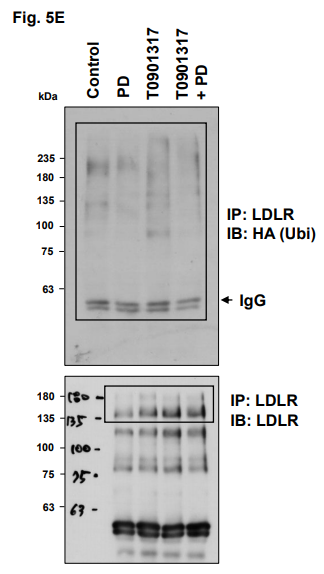 Fig. 5E
Control
PD
T0901317
T0901317
+ PD
kDa
235
180
135
100
75
63
IP: LDLR
IB: HA (Ubi)
IgG
180
135
100
75
63
180
135
100
75
63
IP: LDLR
IB: LDLR